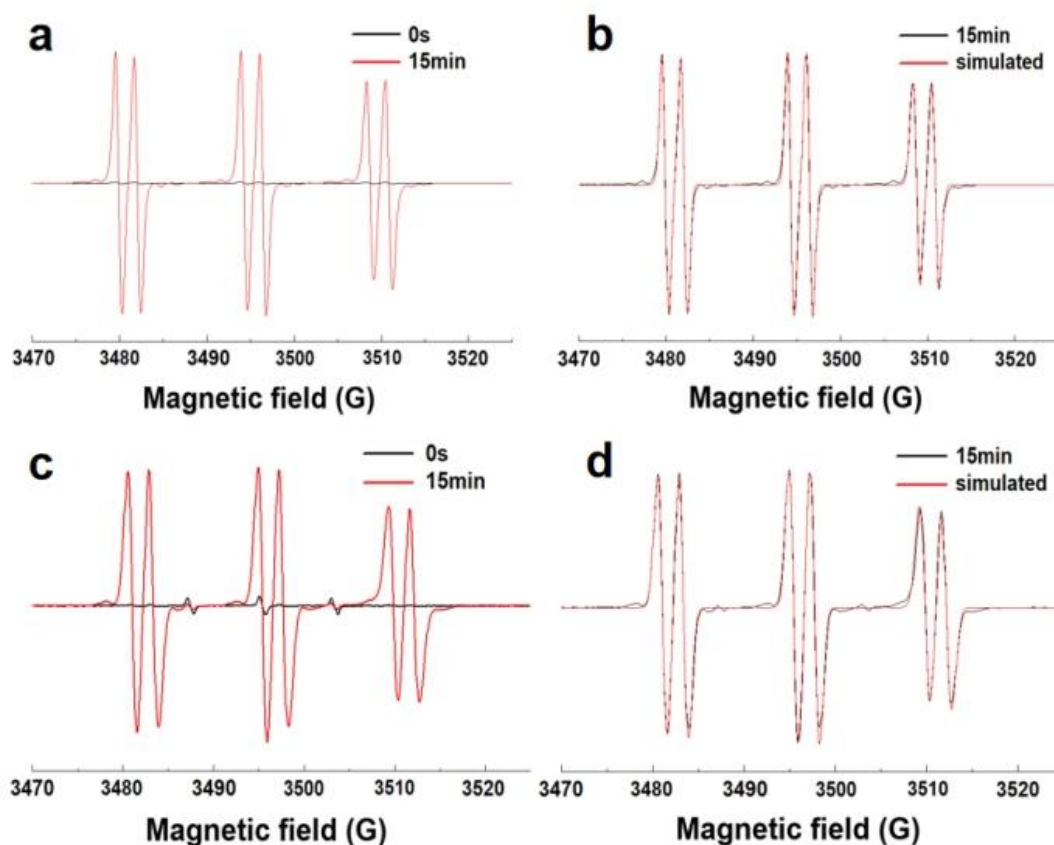 a
0s
15min
3470 3480 3490 3500 3510 3520
Magnetic field (G)
b
15min
simulated
3470 3480 3490 3500 3510 3520
Magnetic field (G)
c
0s
15min
3470 3480 3490 3500 3510 3520
Magnetic field (G)
d
15min
simulated
3470 3480 3490 3500 3510 3520
Magnetic field (G)